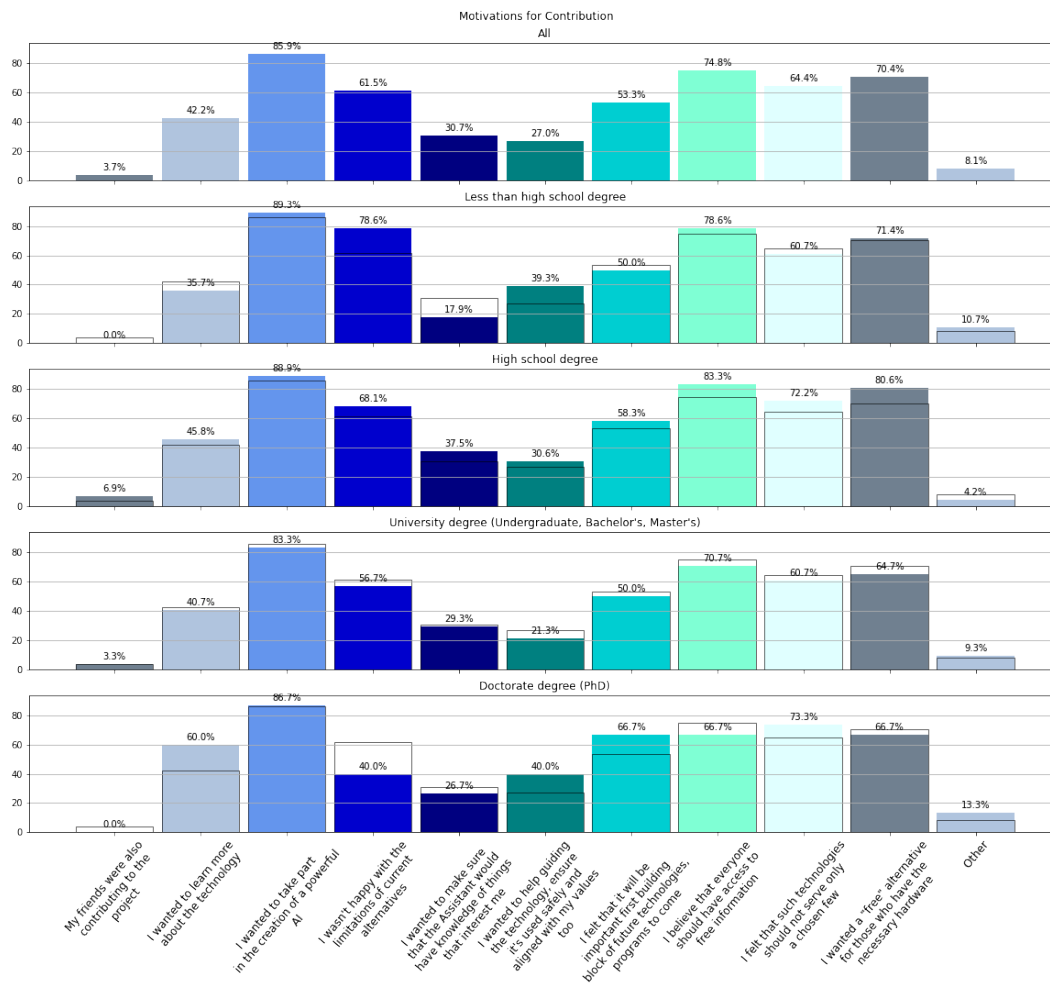 Motivations for Contribution
All
85.9%
80
74.8%
70.4%
64.4%
61.5%
60
53.3%
42.2%
40
30.7%
27.0%
20
8.1%
3.7%
0
Less than high school degree
89.3%
80
78.6%
78.6%
71.4%
60
60.7%
50.0%
40
39.3%
35.7%
20
17.9%
10.7%
0.0%
0
High school degree
88.9%
80
83.3%
80.6%
72.2%
68.1%
60
58.3%
45.8%
40
37.5%
30.6%
20
6.9%
4.2%
0
University degree (Undergraduate, Bachelor's, Master's)
83.3%
80
70.7%
64.7%
60
60.7%
56.7%
50.0%
40
40.7%
29.3%
20
21.3%
9.3%
3.3%
0
Doctorate degree (PhD)
86.7%
80
73.3%
66.7%
66.7%
66.7%
60
60.0%
40
40.0%
40.0%
26.7%
20
13.3%
0.0%
0
My friends were also
contributing to the
project
I wanted to learn more
about the technology
I wanted to take part
in the creation of a powerful
AI
I wasn't happy with the
limitations of current
alternatives
I wanted to make sure
that the Assistant would
have knowledge of things
that interest me
I wanted to help guiding
the technology, ensure
it's used safely and
aligned with my values
too
I felt that it will be
important first building
block of future technologies,
programs to come
I believe that everyone
should have access to
free information
I felt that such technologies
should not serve only
a chosen few
I wanted a "free" alternative
for those who have the
necessary hardware
Other